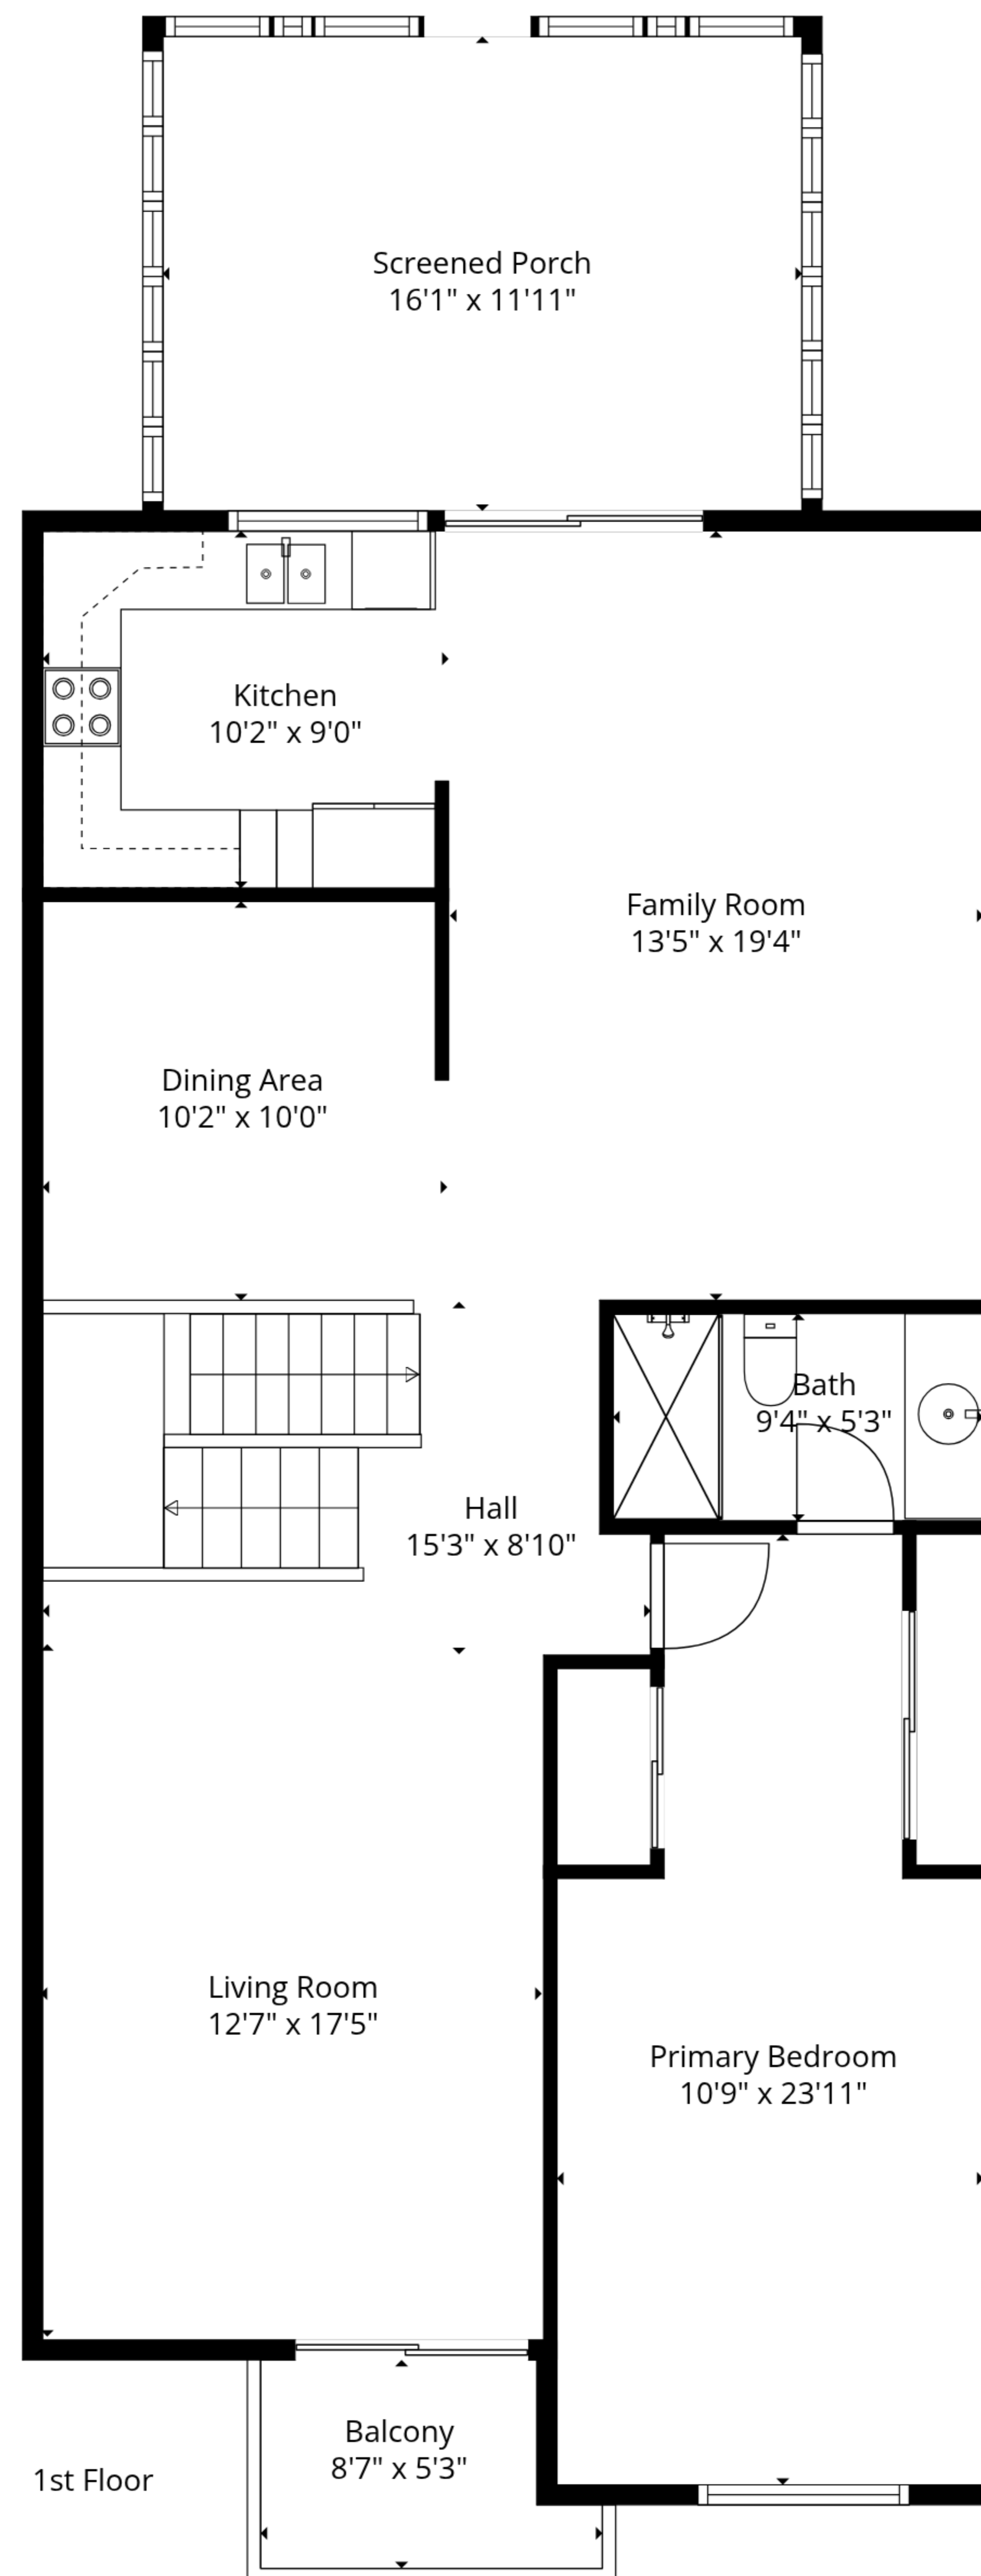 Screened Porch
16'1" x 11'11"
Kitchen
10'2" x 9'0"
Family Room
13'5" x 19'4"
Dining Area
10'2" x 10'0"
Bath
9'4" x 5'3"
Hall
15'3" x 8'10"
Living Room
12'7" x 17'5"
Primary Bedroom
10'9" x 23'11"
Balcony
8'7" x 5'3"
1st Floor